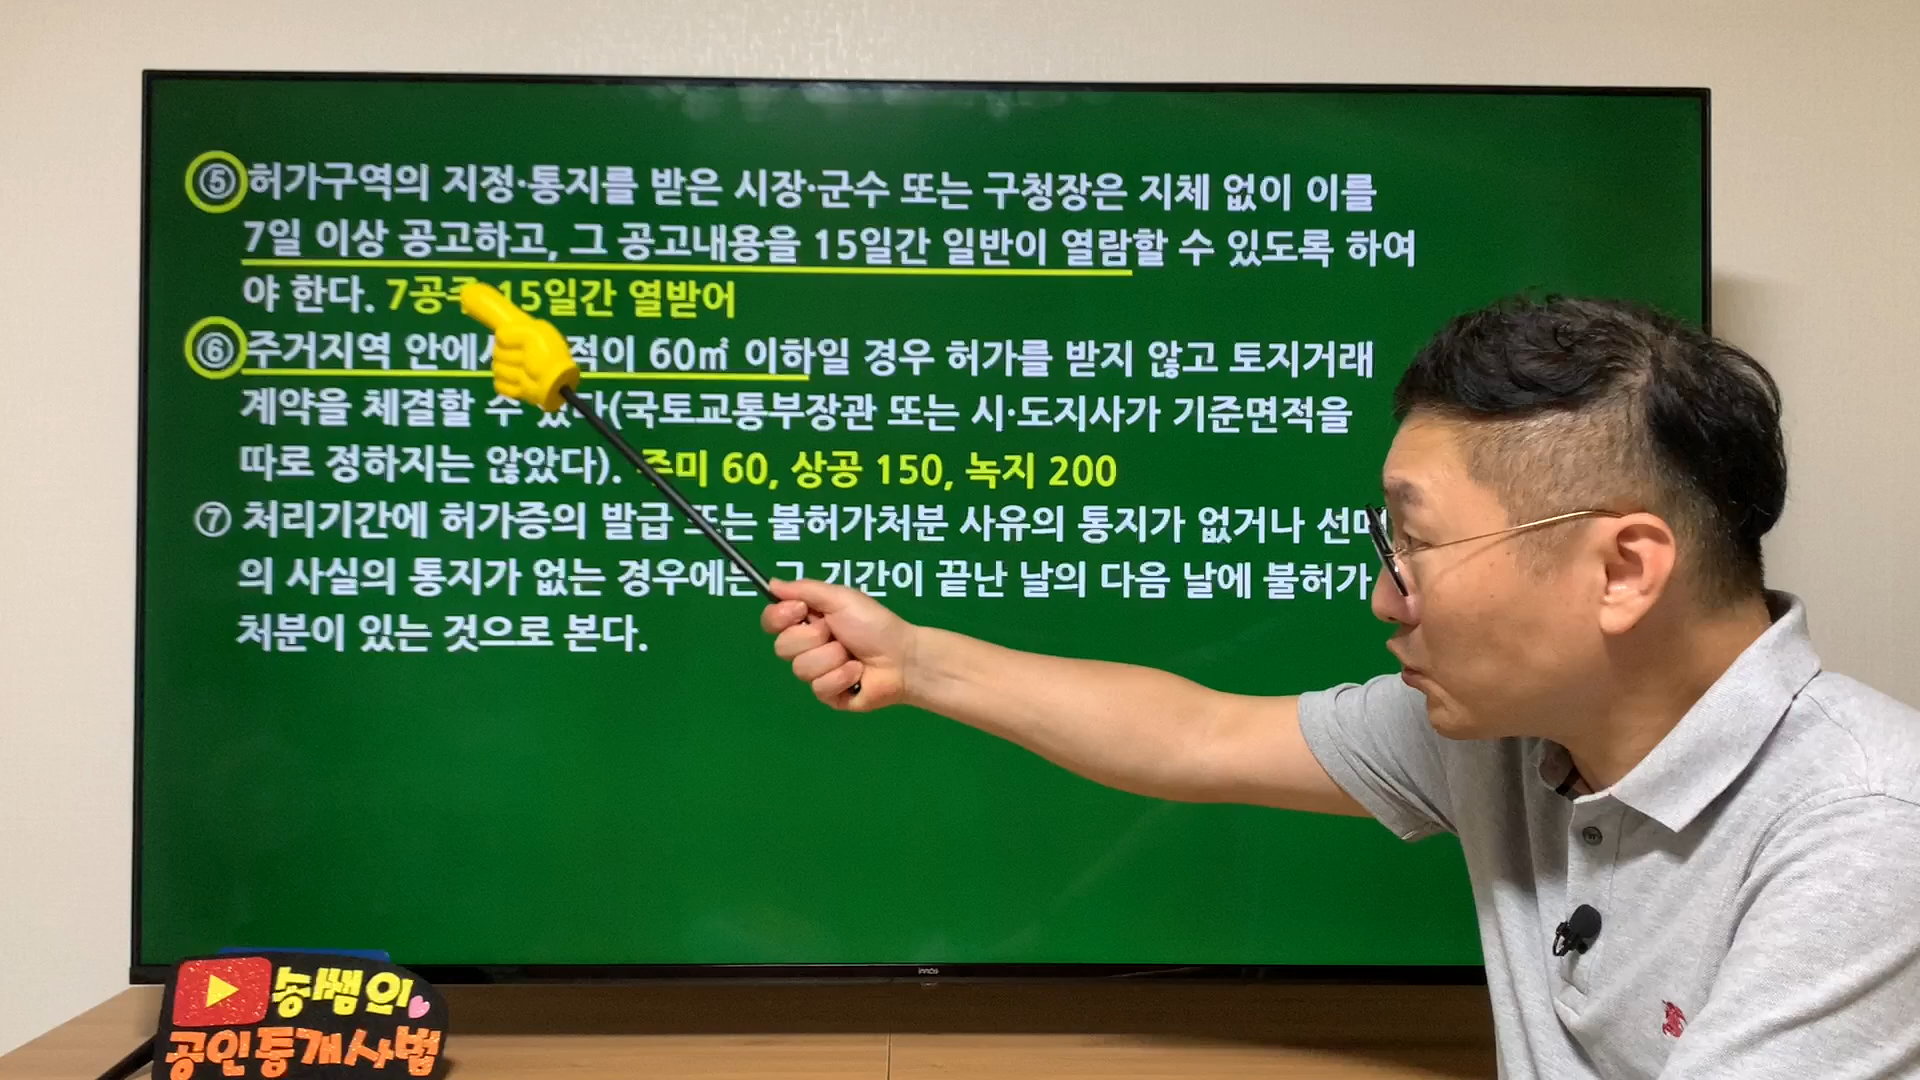 ⑤ 허가구역의 지정·통지를 받은 시장·군수 또는 구청장은 지체 없이 이를
7일 이상 공고하고, 그 공고내용을 15일간 일반이 열람할 수 있도록 하여
야 한다. 7공주 15일간 열받어
⑥ 주거지역 안에서 이 60㎡ 이하일 경우 허가를 받지 않고 토지거래
계약을 체결할 수 있다(국토교통부장관 또는 시·도지사가 기준면적을
따로 정하지는 않았다). 주미 60, 상공 150, 녹지 200
⑦ 처리기간에 허가증의 발급 또는 불허가처분 사유의 통지가 없거나
의 사실의 통지가 없는 경우에는 그 기간이 끝난 날의 다음 날에 불허가
처분이 있는 것으로 본다.
innos
송쌤의
공인중개사법